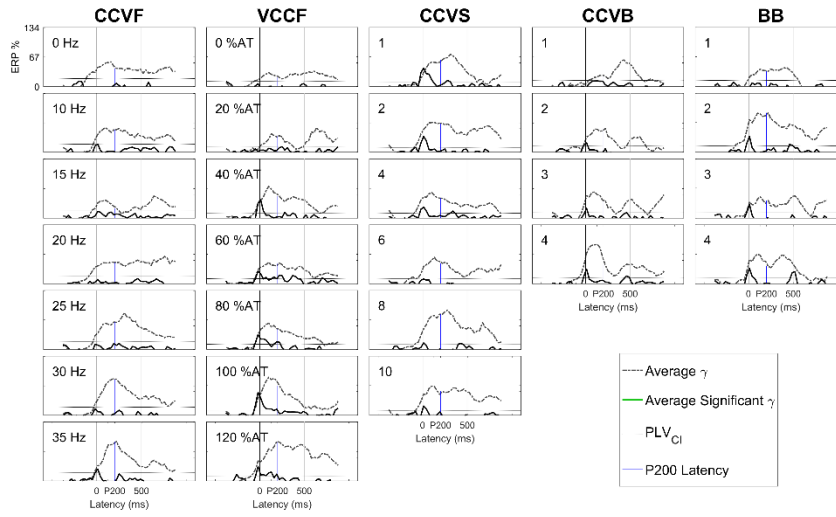 CCVF VCCF CCVS CCVB BB
134
67
0
ERP %
0 Hz 0 %AT 1 1 1
10 Hz 20 %AT 2 2 2
15 Hz 40 %AT 4 3 3
20 Hz 60 %AT 6 4 4
0 P200 500 0 P200 500
Latency (ms) Latency (ms)
25 Hz 80 %AT 8
30 Hz 100 %AT 10
0 P200 500
Latency (ms)
35 Hz 120 %AT
0 P200 500 0 P200 500
Latency (ms) Latency (ms)
Average γ
Average Significant γ
PLV_CI
P200 Latency